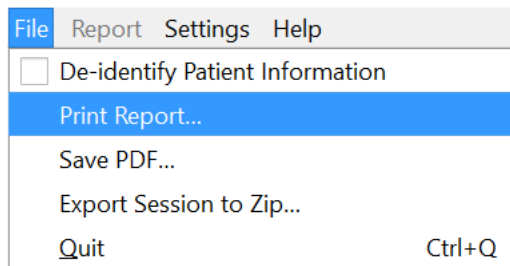 File Report Settings Help
De-identify Patient Information
Print Report...
Save PDF...
Export Session to Zip...
Quit Ctrl+Q